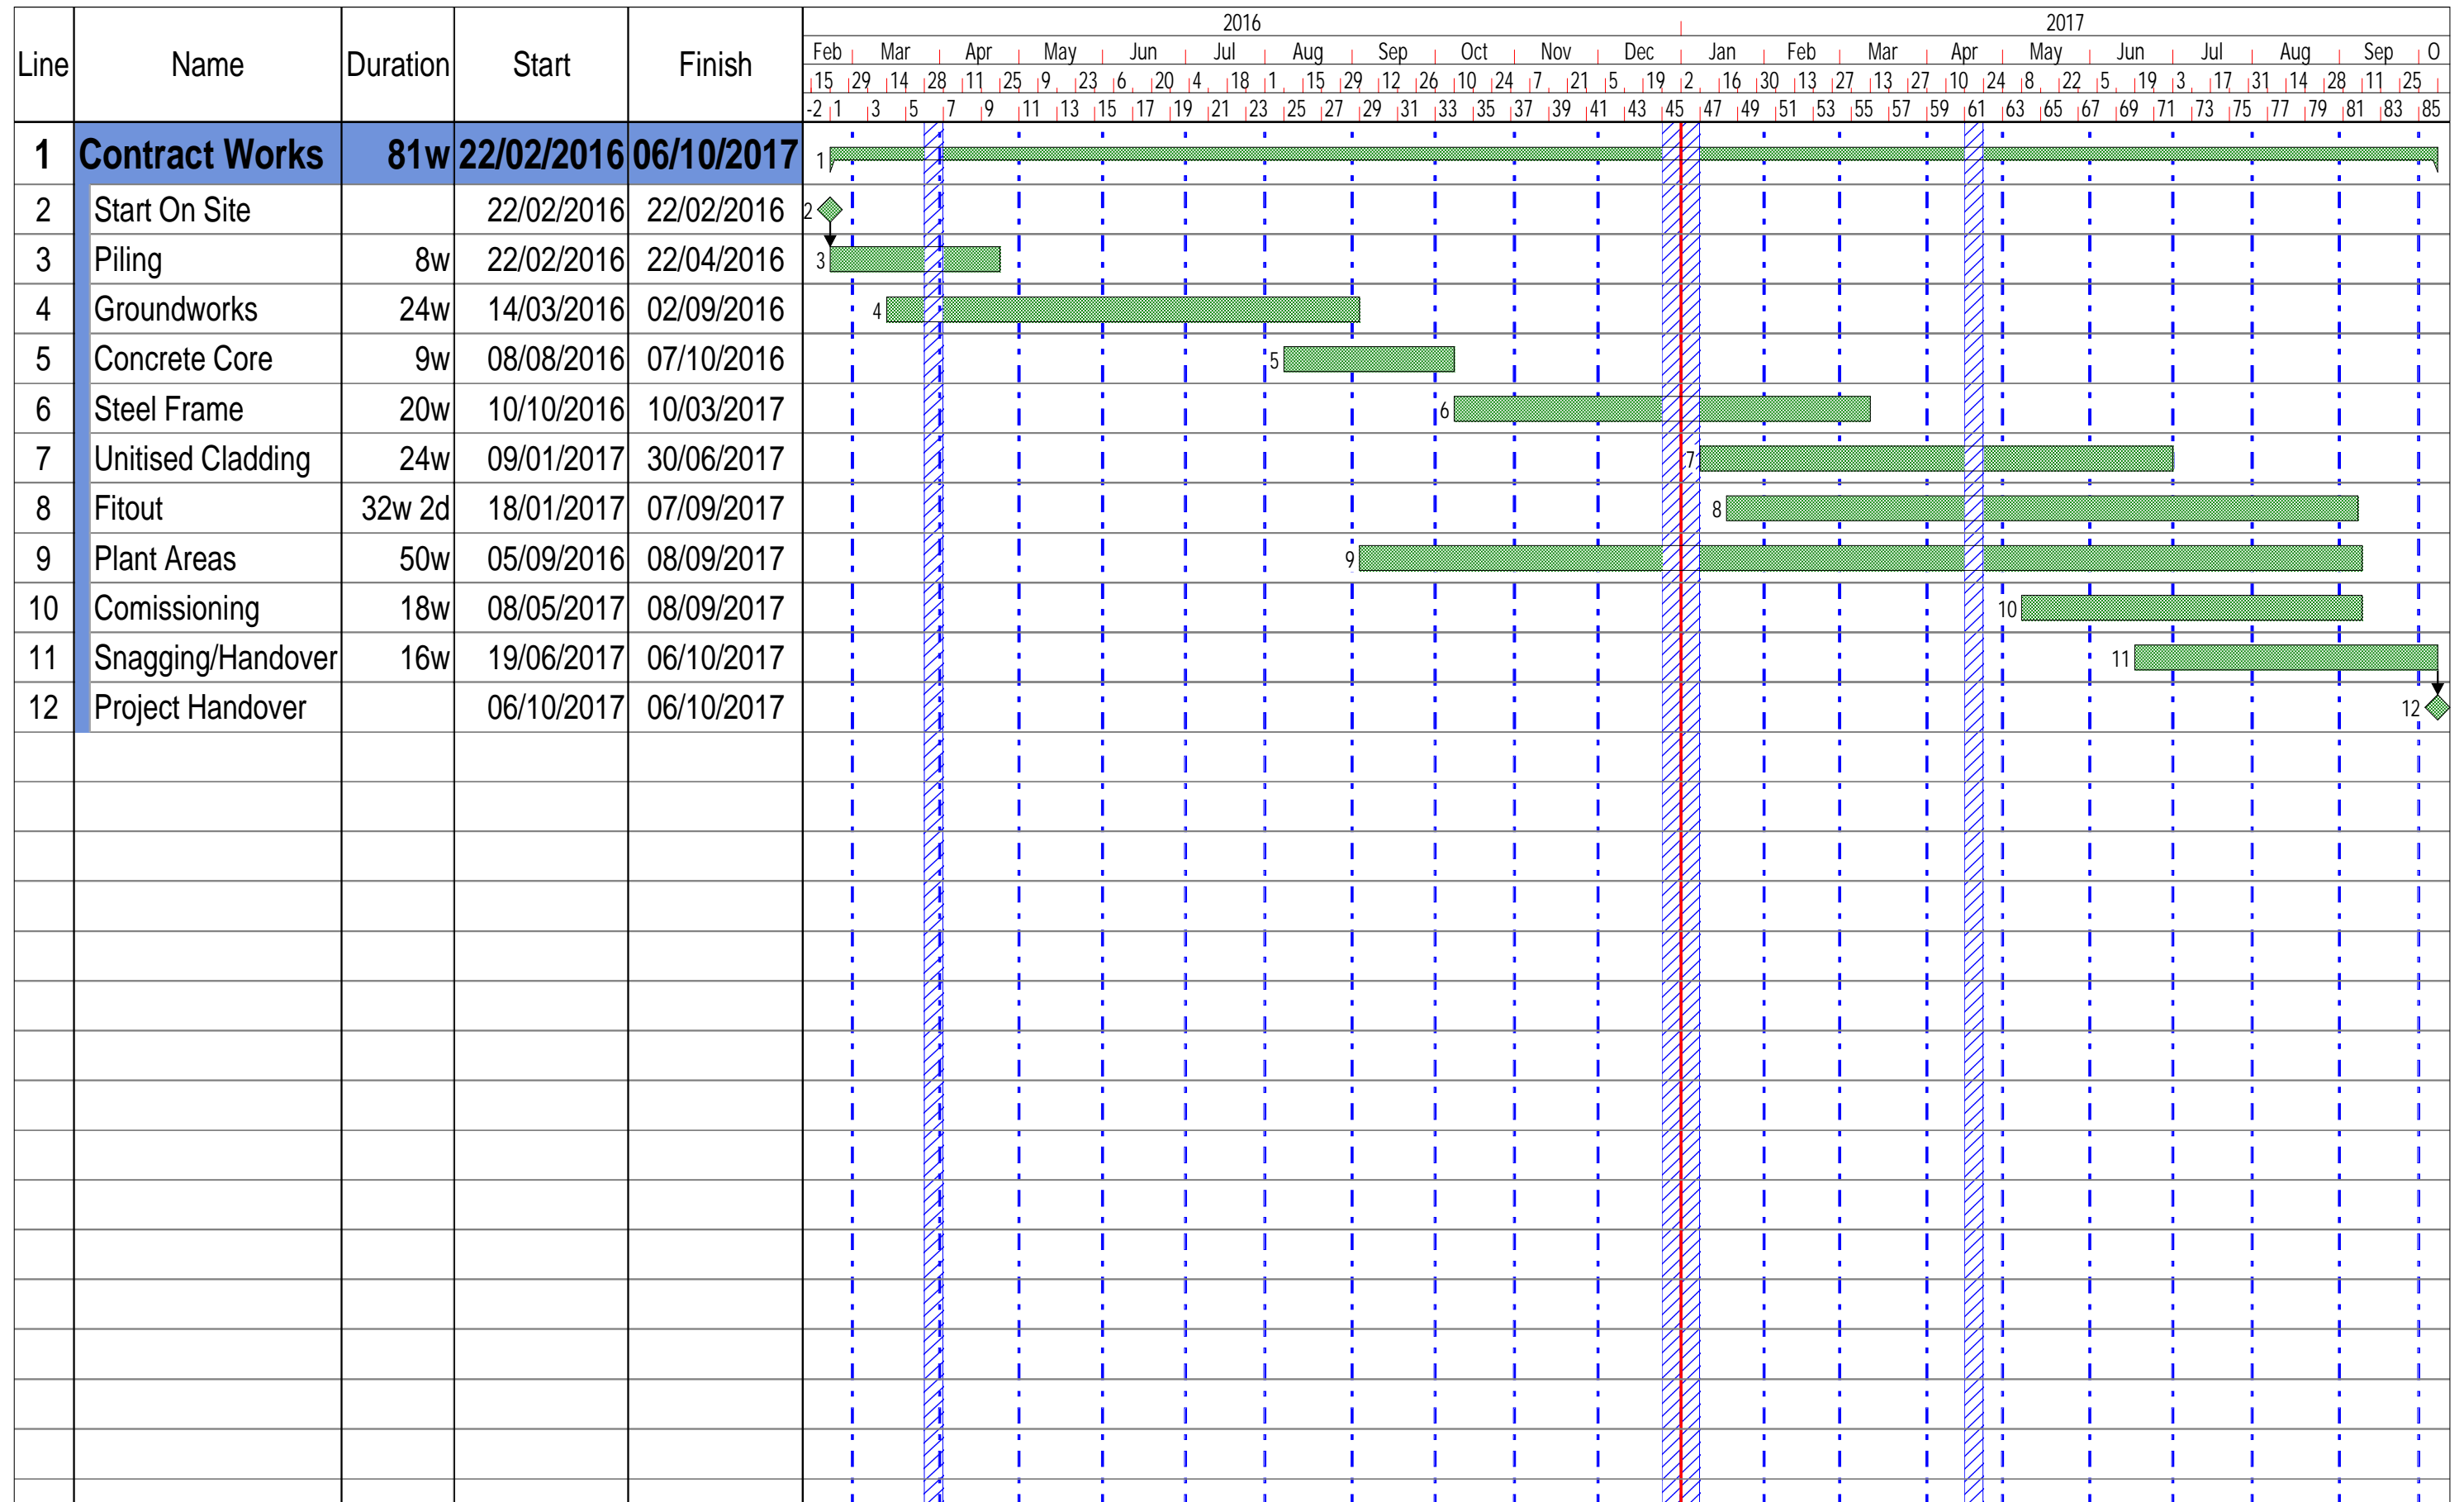 2016 2017
Line Name Duration Start Finish
Feb Mar Apr May Jun Jul Aug Sep Oct Nov Dec Jan Feb Mar Apr May Jun Jul Aug Sep O
15 29 14 28 11 25 9 23 6 20 4 18 1 15 29 12 26 10 24 7 21 5 19 2 16 30 13 27 13 27 10 24 8 22 5 19 3 17 31 14 28 11 25
-2 1 3 5 7 9 11 13 15 17 19 21 23 25 27 29 31 33 35 37 39 41 43 45 47 49 51 53 55 57 59 61 63 65 67 69 71 73 75 77 79 81 83 85
1 Contract Works 81w 22/02/2016 06/10/2017 1
2 Start On Site 22/02/2016 22/02/2016 2
3 Piling 8w 22/02/2016 22/04/2016 3
4 Groundworks 24w 14/03/2016 02/09/2016 4
5 Concrete Core 9w 08/08/2016 07/10/2016 5
6 Steel Frame 20w 10/10/2016 10/03/2017 6
7 Unitised Cladding 24w 09/01/2017 30/06/2017 7
8 Fitout 32w 2d 18/01/2017 07/09/2017 8
9 Plant Areas 50w 05/09/2016 08/09/2017 9
10 Comissioning 18w 08/05/2017 08/09/2017 10
11 Snagging/Handover 16w 19/06/2017 06/10/2017 11
12 Project Handover 06/10/2017 06/10/2017 12